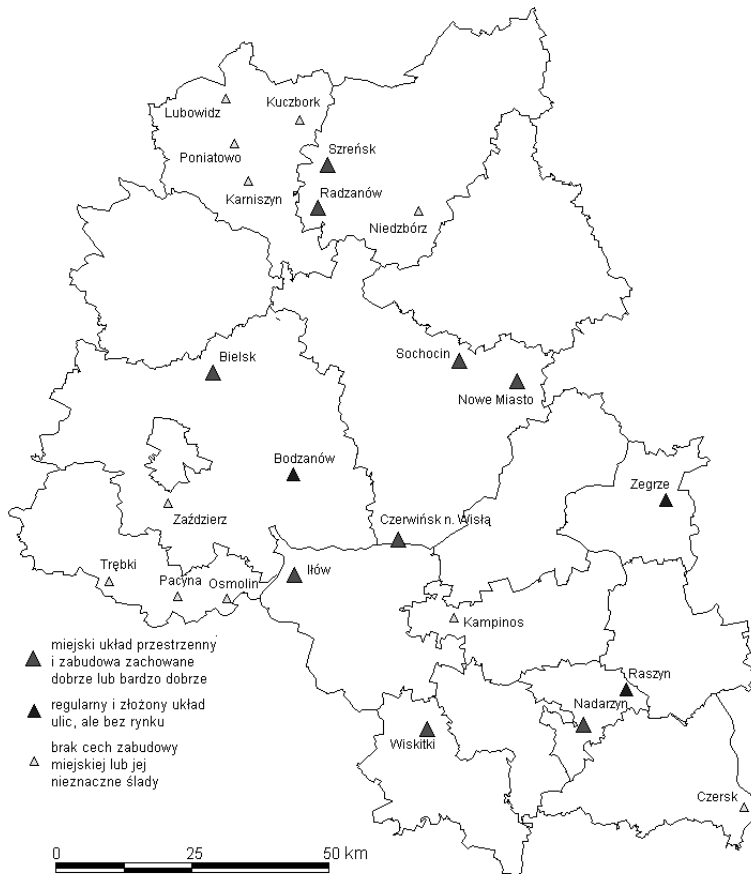 Lubowidz
Kuczbork
Poniatowo
Szreńsk
Karniszyn
Radzanów
Niedzbórz
Bielsk
Sochocin
Nowe Miasto
Bodzanów
Zegrze
Zaździerz
Czerwińsk n. Wisłą
Trębki
Pacyna
Osmolin
Iłów
Kampinos
miejski układ przestrzenny
i zabudowa zachowane
dobrze lub bardzo dobrze
regularny i złożony układ
ulic, ale bez rynku
brak cech zabudowy
miejskiej lub jej
nieznaczne ślady
Raszyn
Nadarzyn
Wiskitki
Czersk
0 25 50 km